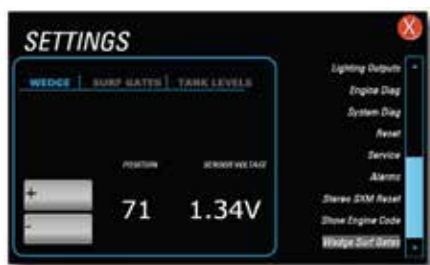 SETTINGS
X
WEDGE SURF GATES TANK LEVELS
POSITION SENSOR VOLTAGE
+
71 1.34V
-
Lighting Outputs
Engine Diag
System Diag
Reset
Service
Alarms
Stereo SXM Reset
Show Engine Code
Wedge Surf Gates